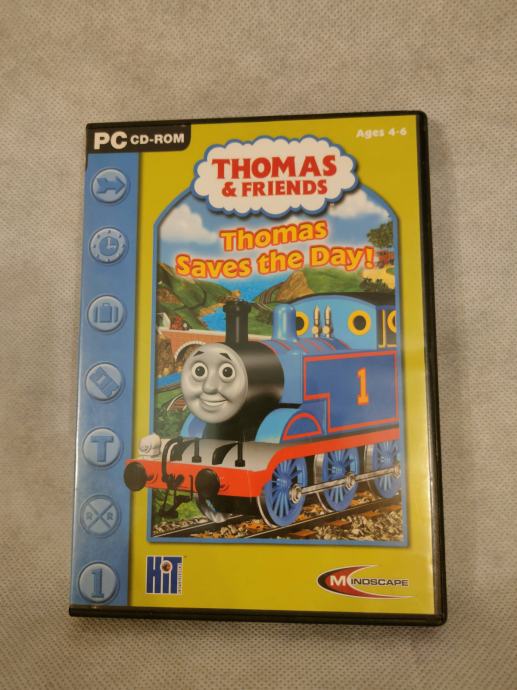 PC CD-ROM
Ages 4-6
THOMAS
& FRIENDS
Thomas
Saves the Day!
1
T
R R
1
HiT
MINDSCAPE